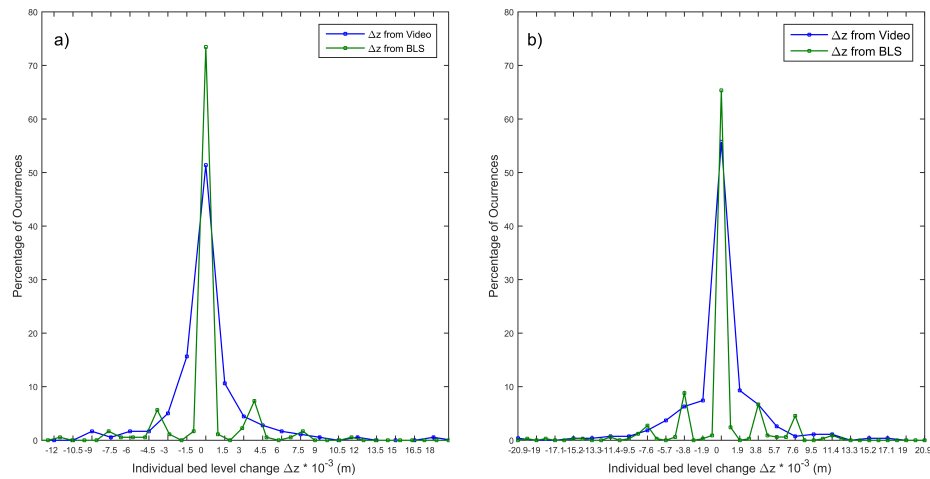 a)
Δz from Video
Δz from BLS
80
70
60
50
40
30
20
10
0
Percentage of Ocurrences
-12 -10.5 -9 -7.5 -6 -4.5 -3 -1.5 0 1.5 3 4.5 6 7.5 9 10.5 12 13.5 15 16.5 18
Individual bed level change Δz * 10^-3 (m)
b)
Δz from Video
Δz from BLS
80
70
60
50
40
30
20
10
0
Percentage of Ocurrences
-20.9 -19 -17.1 -15.2 -13.3 -11.4 -9.5 -7.6 -5.7 -3.8 -1.9 0 1.9 3.8 5.7 7.6 9.5 11.4 13.3 15.2 17.1 19 20.9
Individual bed level change Δz * 10^-3 (m)